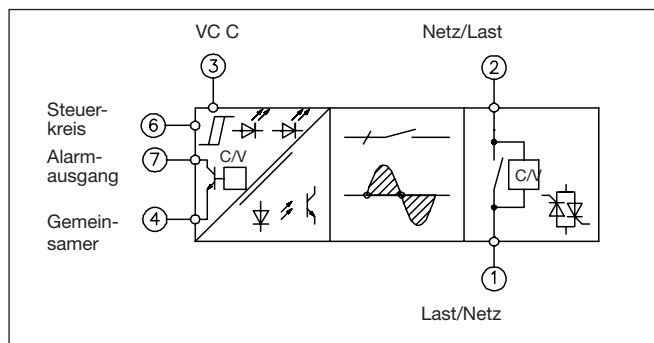 VC C
Netz/Last
3
2
Steuer-
kreis
6
Alarm-
ausgang
7
C/V
C/V
Gemein-
samer
4
1
Last/Netz